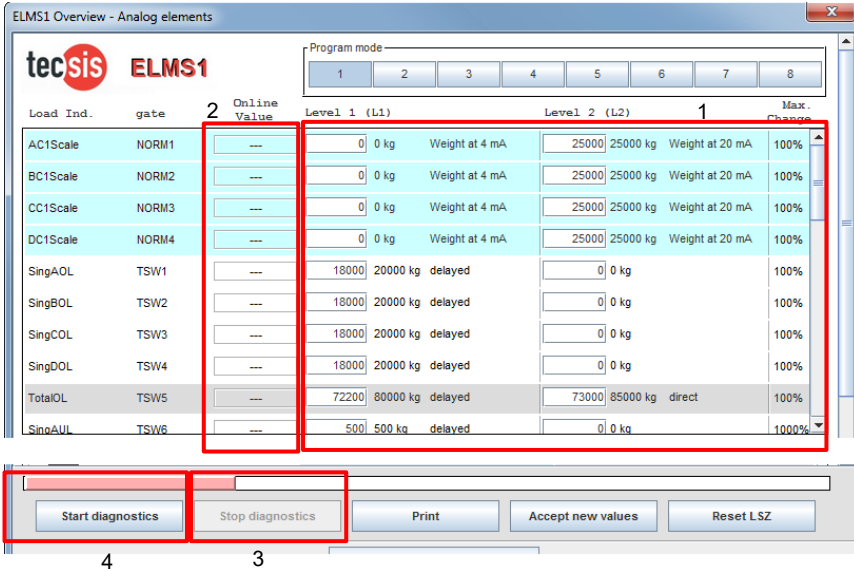 ELMS1 Overview - Analog elements
x
tecsis ELMS1
Program mode
1 2 3 4 5 6 7 8
Load Ind. gate 2 Online Value Level 1 (L1) Level 2 (L2) 1 Max. Change
AC1Scale NORM1 --- 0 0 kg Weight at 4 mA 25000 25000 kg Weight at 20 mA 100%
BC1Scale NORM2 --- 0 0 kg Weight at 4 mA 25000 25000 kg Weight at 20 mA 100%
CC1Scale NORM3 --- 0 0 kg Weight at 4 mA 25000 25000 kg Weight at 20 mA 100%
DC1Scale NORM4 --- 0 0 kg Weight at 4 mA 25000 25000 kg Weight at 20 mA 100%
SingAOL TSW1 --- 18000 20000 kg delayed 0 0 kg 100%
SingBOL TSW2 --- 18000 20000 kg delayed 0 0 kg 100%
SingCOL TSW3 --- 18000 20000 kg delayed 0 0 kg 100%
SingDOL TSW4 --- 18000 20000 kg delayed 0 0 kg 100%
TotalOL TSW5 --- 72200 80000 kg delayed 73000 85000 kg direct 100%
SingAUL TSW6 --- 500 500 kg delayed 0 0 kg 1000%
Start diagnostics Stop diagnostics Print Accept new values Reset LSZ
4 3